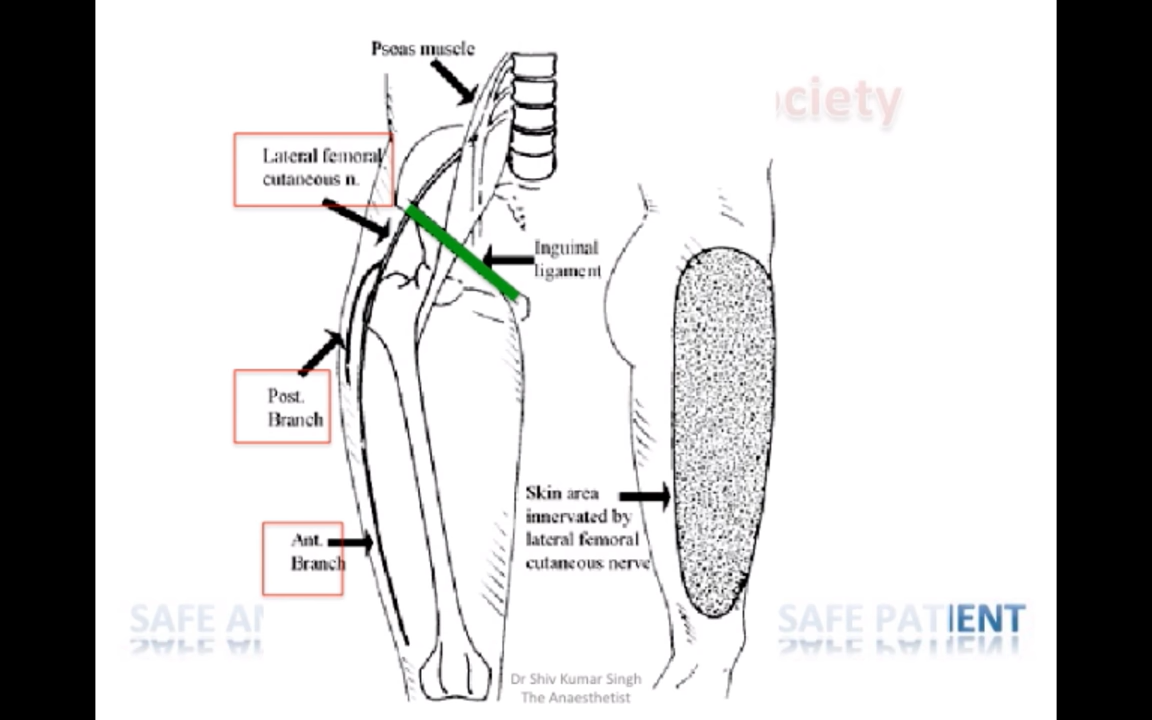 Psoas muscle
ciety
Lateral femoral
cutaneous n.
Inguinal
ligament
Post.
Branch
Skin area
innervated by
lateral femoral
cutaneous nerve
Ant.
Branch
SAFE AN
SAFE PATIENT
Dr Shiv Kumar Singh
The Anaesthetist